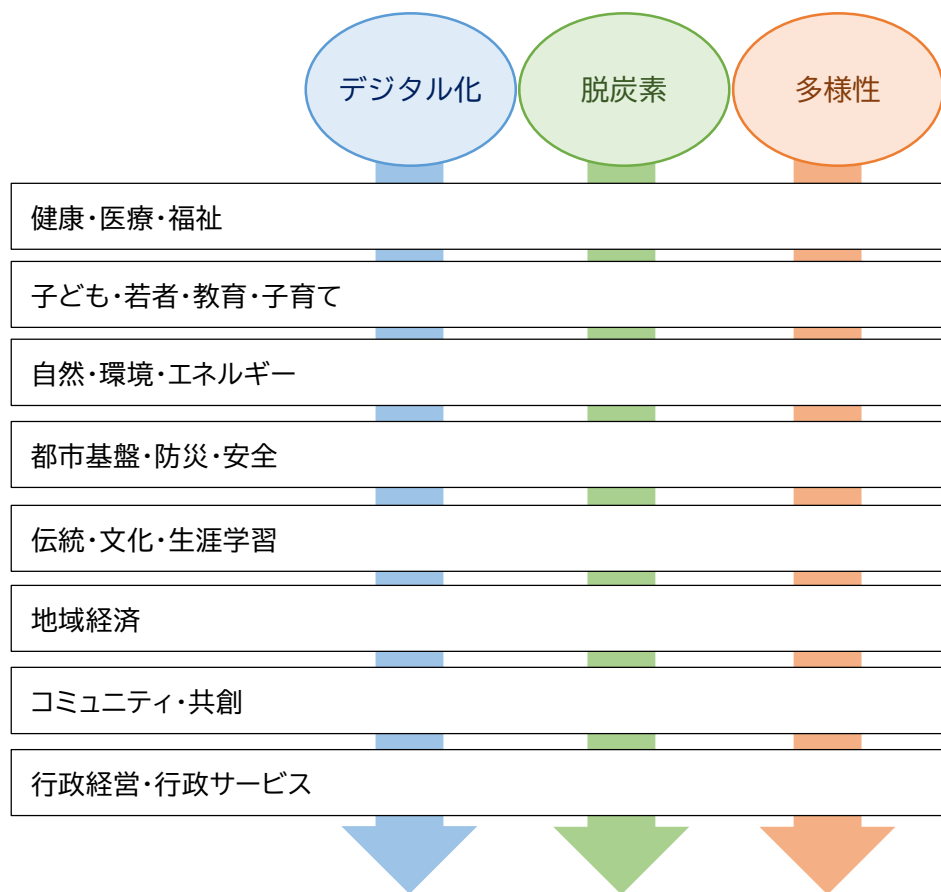 デジタル化
脱炭素
多様性
健康・医療・福祉
子ども・若者・教育・子育て
自然・環境・エネルギー
都市基盤・防災・安全
伝統・文化・生涯学習
地域経済
コミュニティ・共創
行政経営・行政サービス